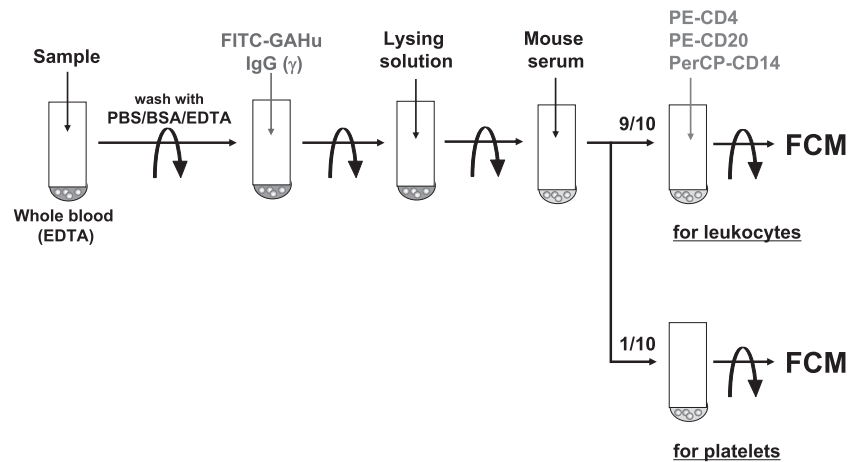 Sample
Whole blood
(EDTA)
wash with
PBS/BSA/EDTA
FITC-GAHu
IgG (γ)
Lysing
solution
Mouse
serum
9/10
PE-CD4
PE-CD20
PerCP-CD14
FCM
for leukocytes
1/10
FCM
for platelets